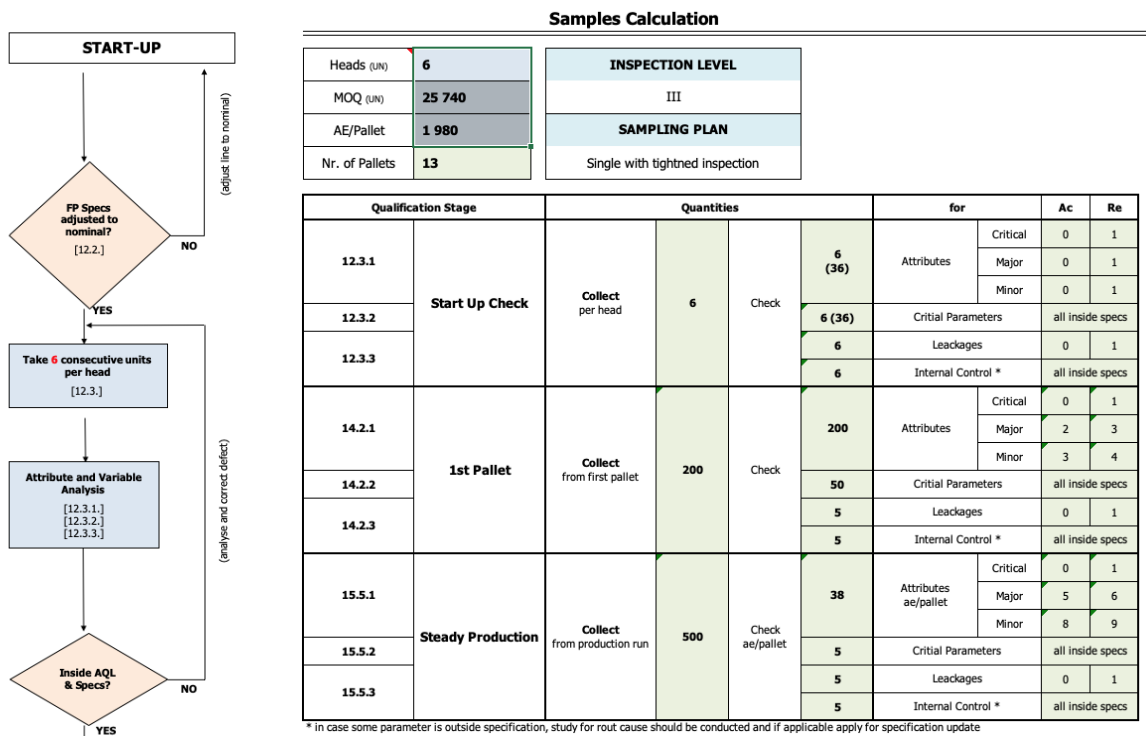 Samples Calculation
START-UP
(adjust line to nominal)
FP Specs
adjusted to
nominal?
[12.2.]
NO
YES
Take 6 consecutive units
per head
[12.3.]
Attribute and Variable
Analysis
[12.3.1.]
[12.3.2.]
[12.3.3.]
(analyse and correct defect)
Inside AQL
& Specs?
NO
YES
Heads (UN) 6
MOQ (UN) 25 740
AE/Pallet 1 980
Nr. of Pallets 13
INSPECTION LEVEL
III
SAMPLING PLAN
Single with tightned inspection
Qualification Stage Quantities for Ac Re
12.3.1
12.3.2
12.3.3
Start Up Check
Collect
per head
6
Check
6
(36)
Attributes
Critical 0 1
Major 0 1
Minor 0 1
6 (36) Critial Parameters all inside specs
6 Leackages 0 1
6 Internal Control * all inside specs
14.2.1
14.2.2
14.2.3
1st Pallet
Collect
from first pallet
200
Check
200
Attributes
Critical 0 1
Major 2 3
Minor 3 4
50 Critial Parameters all inside specs
5 Leackages 0 1
5 Internal Control * all inside specs
15.5.1
15.5.2
15.5.3
Steady Production
Collect
from production run
500
Check
ae/pallet
38
Attributes
ae/pallet
Critical 0 1
Major 5 6
Minor 8 9
5 Critial Parameters all inside specs
5 Leackages 0 1
5 Internal Control * all inside specs
* in case some parameter is outside specification, study for rout cause should be conducted and if applicable apply for specification update